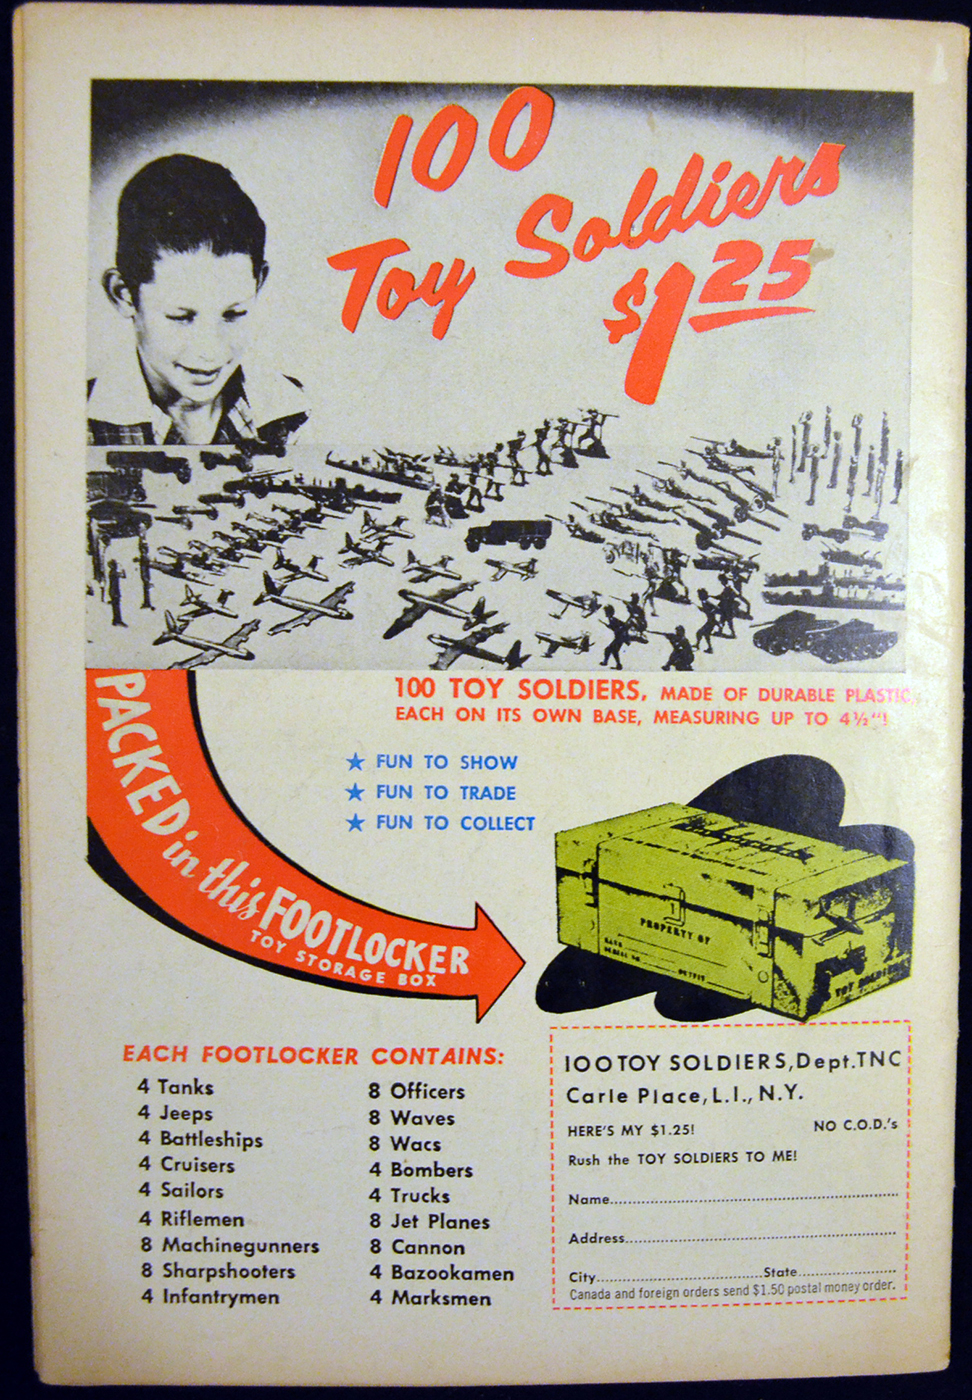 100
Toy Soldiers
$1.25
100 TOY SOLDIERS, MADE OF DURABLE PLASTIC,
EACH ON ITS OWN BASE, MEASURING UP TO 4½"!
★ FUN TO SHOW
★ FUN TO TRADE
★ FUN TO COLLECT
PACKED in this FOOTLOCKER
TOY STORAGE BOX
PROPERTY OF
TOY SOLDIERS
EACH FOOTLOCKER CONTAINS:
4 Tanks
4 Jeeps
4 Battleships
4 Cruisers
4 Sailors
4 Riflemen
8 Machinegunners
8 Sharpshooters
4 Infantrymen
8 Officers
8 Waves
8 Wacs
4 Bombers
4 Trucks
8 Jet Planes
8 Cannon
4 Bazookamen
4 Marksmen
100 TOY SOLDIERS, Dept. TNC
Carle Place, L.I., N.Y.
HERE'S MY $1.25! NO C.O.D.'s
Rush the TOY SOLDIERS TO ME!
Name
Address
City State
Canada and foreign orders send $1.50 postal money order.